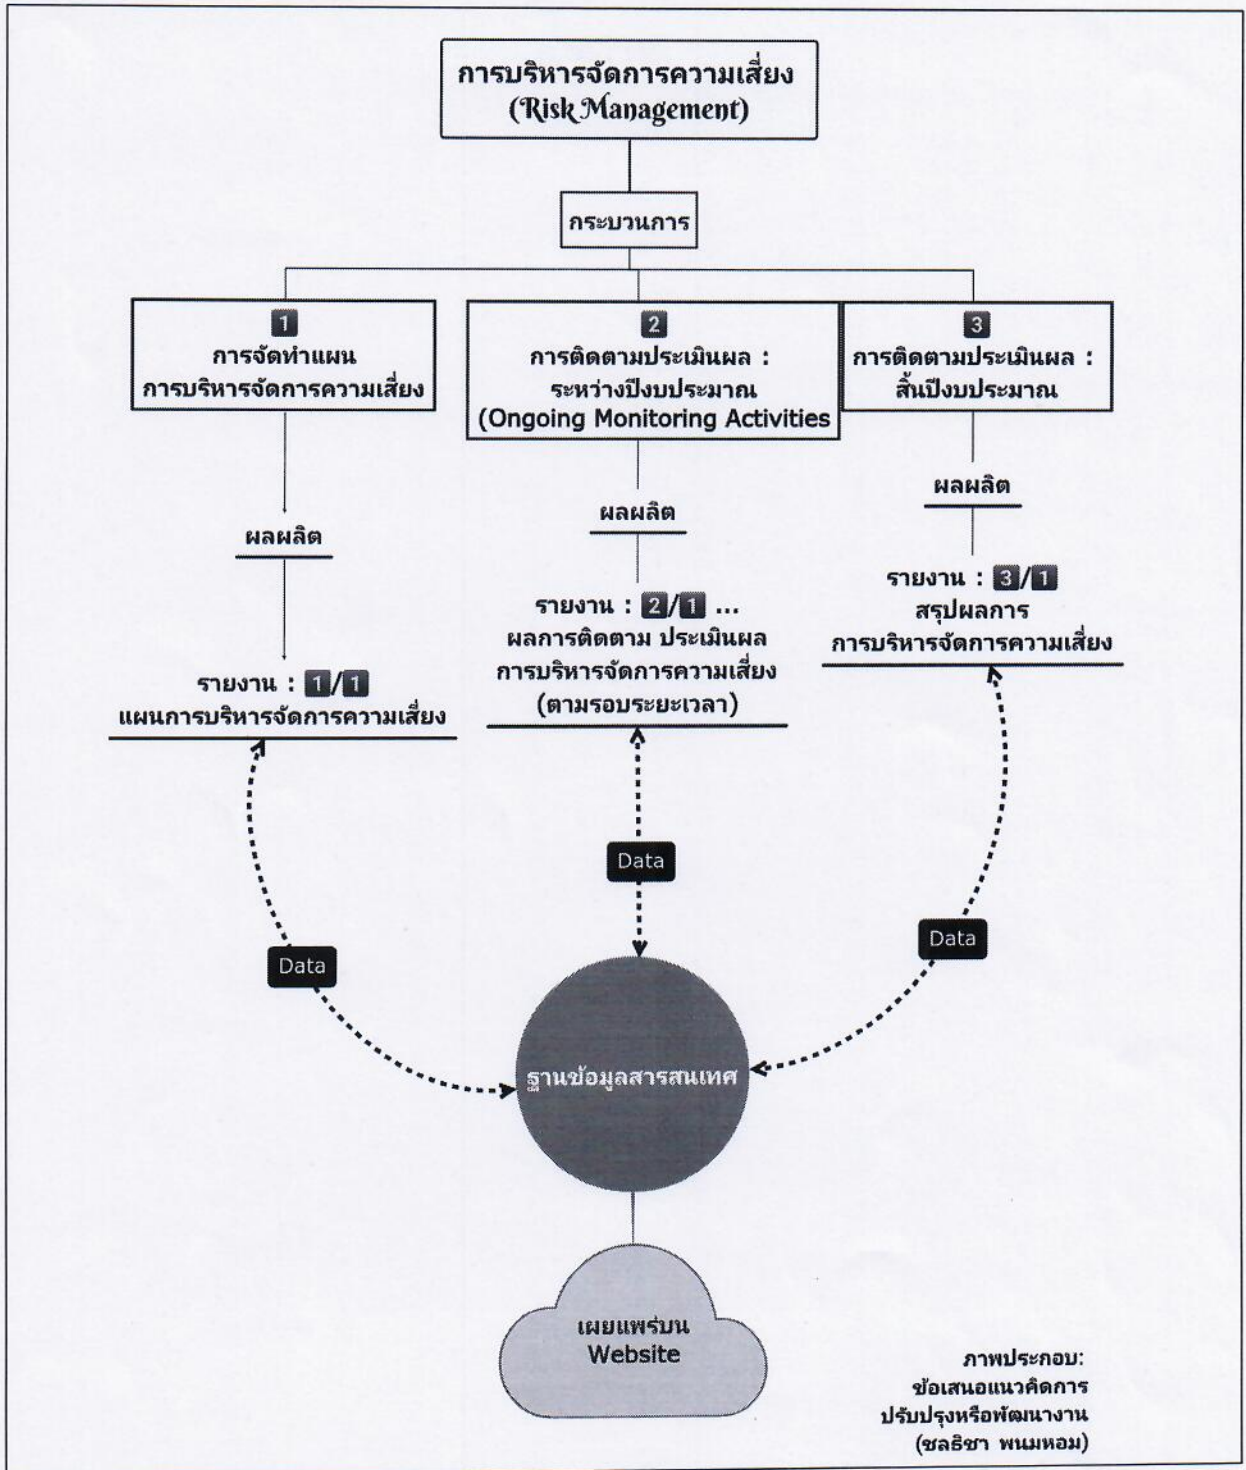 การบริหารจัดการความเสี่ยง
(Risk Management)
กระบวนการ
1
การจัดทำแผน
การบริหารจัดการความเสี่ยง
2
การติดตามประเมินผล :
ระหว่างปีงบประมาณ
(Ongoing Monitoring Activities
3
การติดตามประเมินผล :
สิ้นปีงบประมาณ
ผลผลิต
ผลผลิต
ผลผลิต
รายงาน : 1/1
แผนการบริหารจัดการความเสี่ยง
รายงาน : 2/1 ...
ผลการติดตาม ประเมินผล
การบริหารจัดการความเสี่ยง
(ตามรอบระยะเวลา)
รายงาน : 3/1
สรุปผลการ
การบริหารจัดการความเสี่ยง
Data
Data
Data
ฐานข้อมูลสารสนเทศ
เผยแพร่บน
Website
ภาพประกอบ:
ข้อเสนอแนวคิดการ
ปรับปรุงหรือพัฒนางาน
(ชลธิชา พนมหอม)